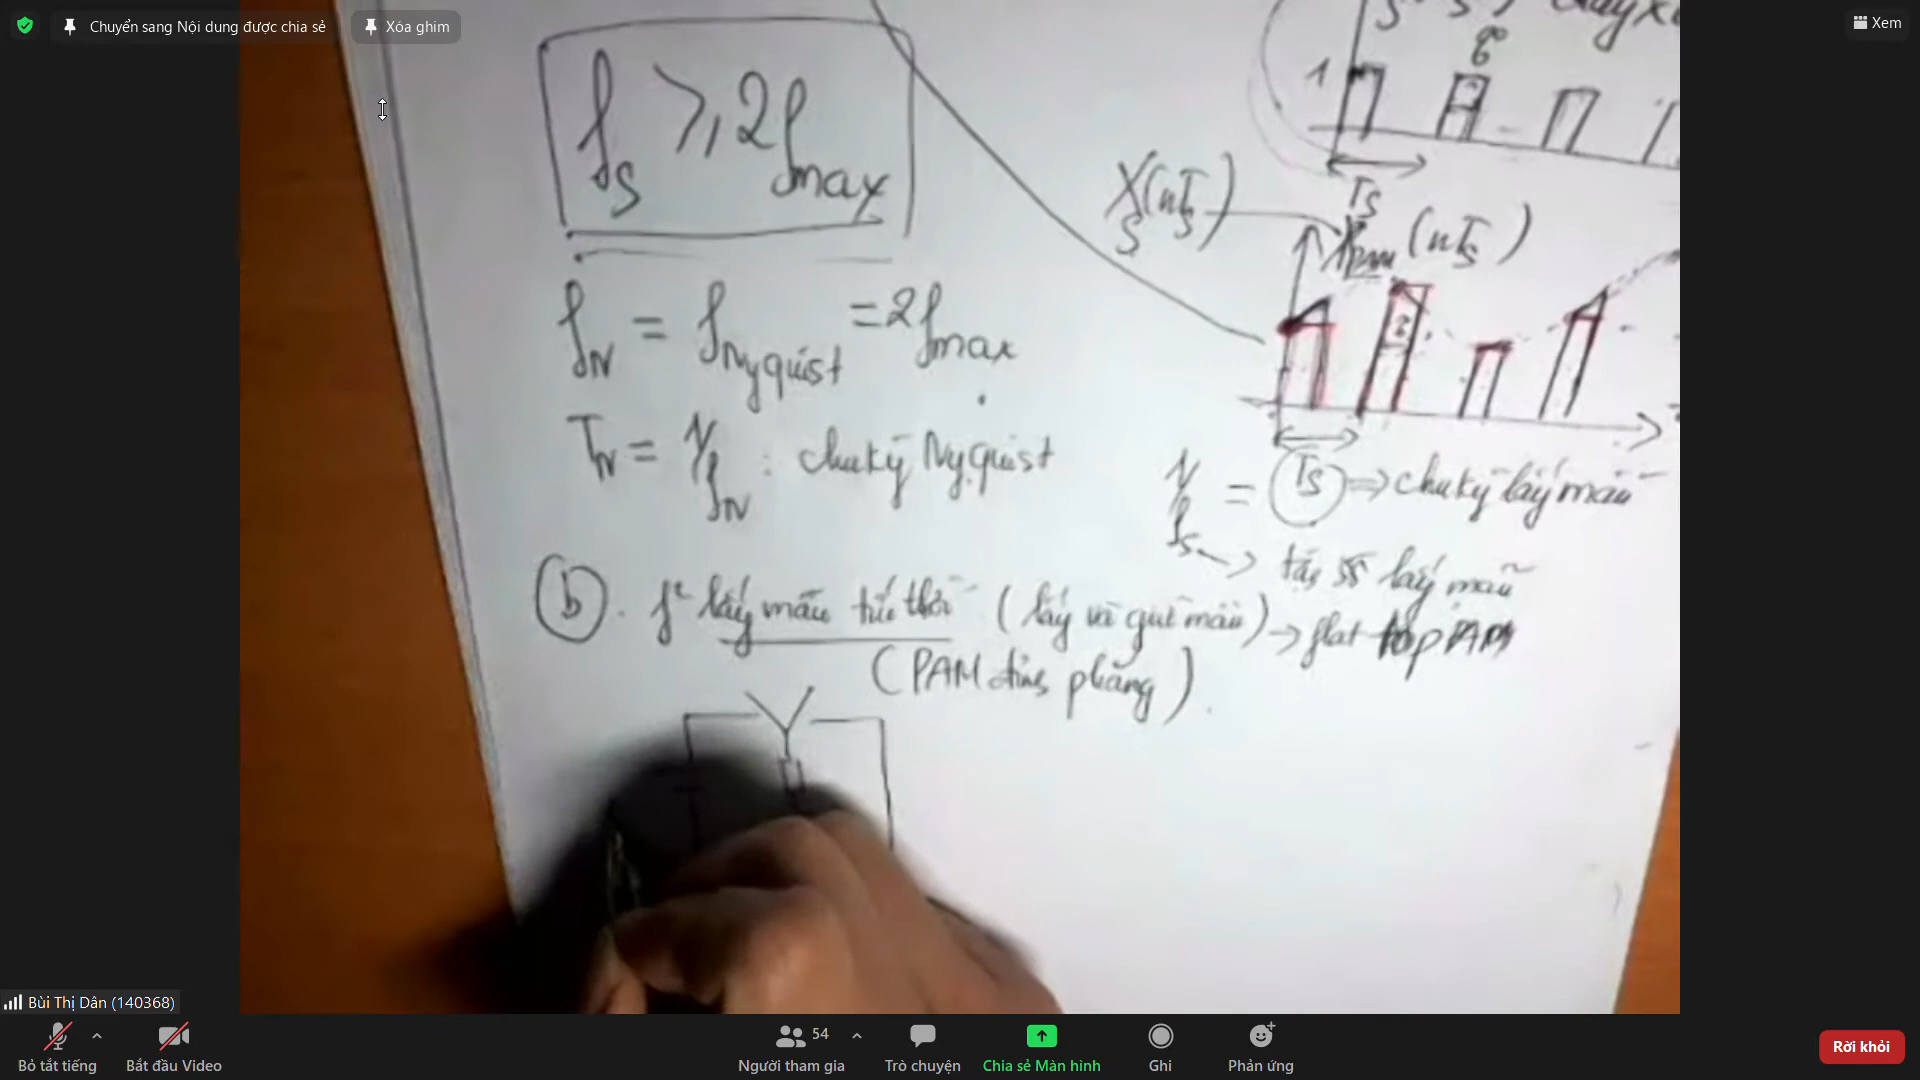 Chuyển sang Nội dung được chia sẻ
Xóa ghim
Xem
fs ⩾ 2fmax
fN = fNyquist = 2fmax
TN = 1/fN : chu kỳ Nyquist
1
Ts
Xs(nTs)
(nTs)
1/fs = Ts => chu kỳ lấy mẫu
-> tần số lấy mẫu
b. f² lấy mẫu tức thời (lấy và giữ mẫu) -> flat top PAM
(PAM đỉnh phẳng).
Bùi Thị Dân (140368)
Bỏ tắt tiếng
Bắt đầu Video
54
Người tham gia
Trò chuyện
Chia sẻ Màn hình
Ghi
Phản ứng
Rời khỏi